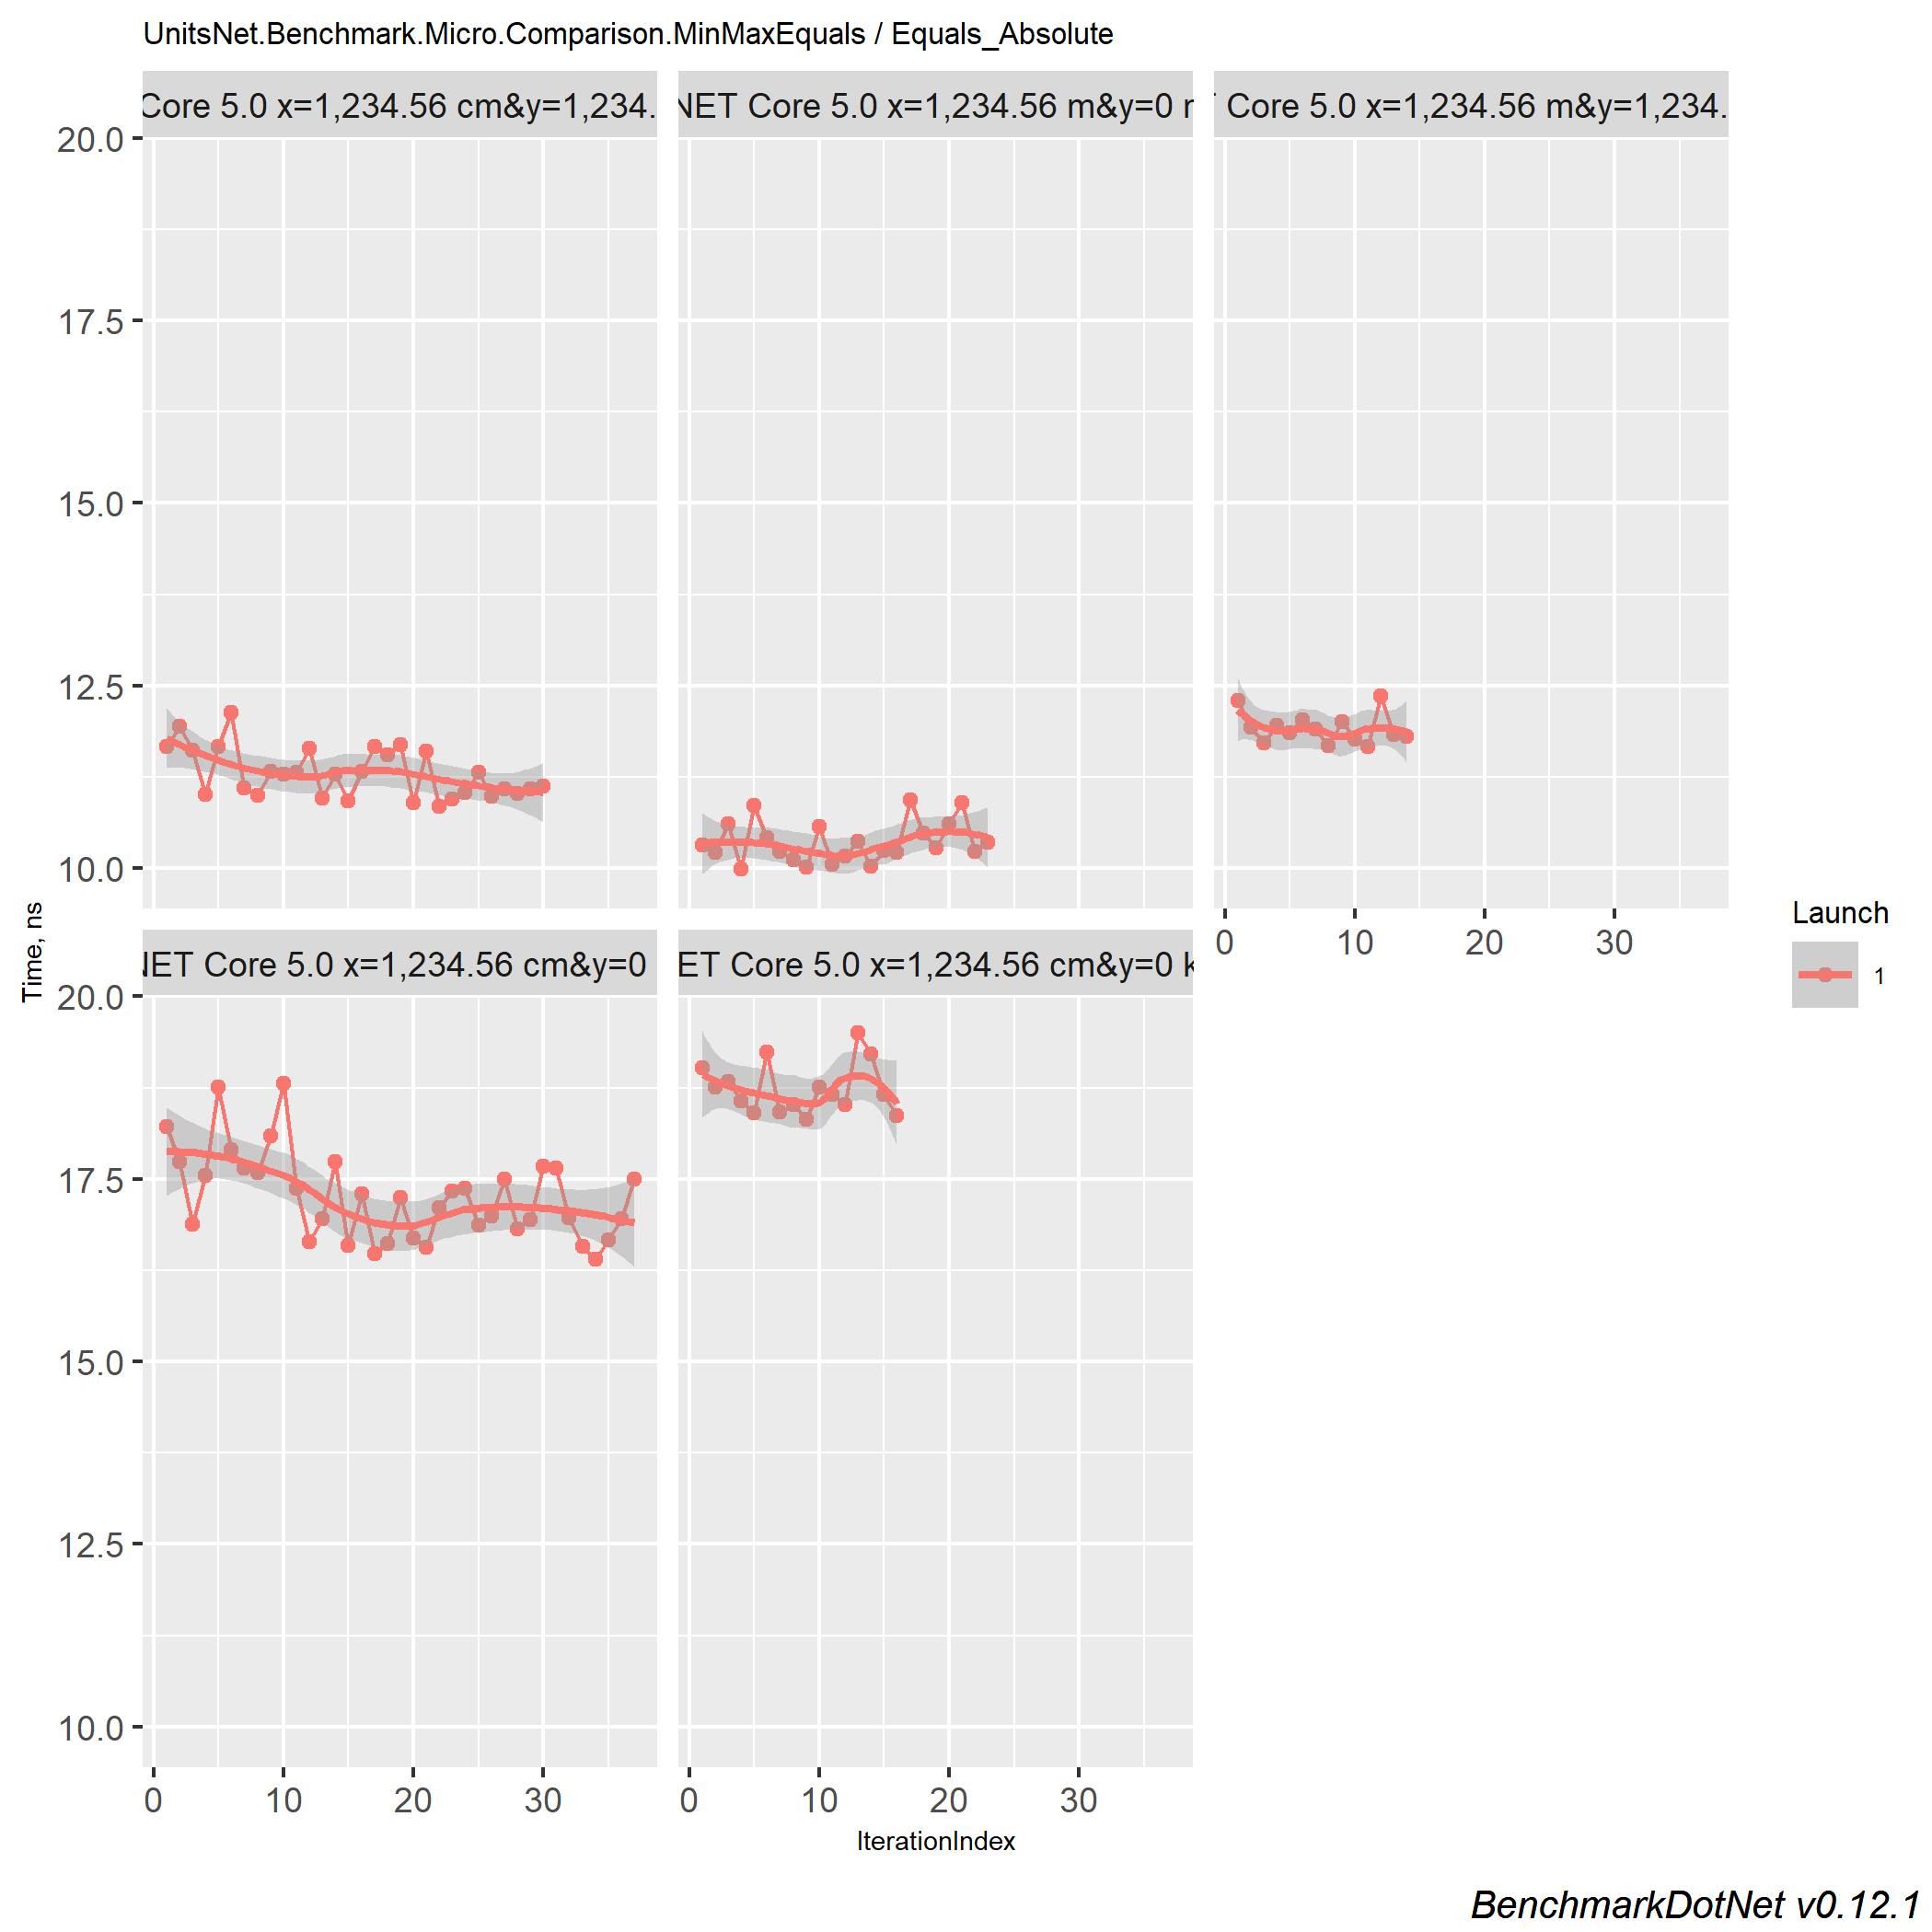 UnitsNet.Benchmark.Micro.Comparison.MinMaxEquals / Equals_Absolute
Core 5.0 x=1,234.56 cm&y=1,234.
NET Core 5.0 x=1,234.56 m&y=0
Core 5.0 x=1,234.56 m&y=1,234.
20.0
17.5
15.0
12.5
10.0
0 10 20 30
Time, ns
NET Core 5.0 x=1,234.56 cm&y=0
ET Core 5.0 x=1,234.56 cm&y=0 k
20.0
17.5
15.0
12.5
10.0
0 10 20 30
0 10 20 30
IterationIndex
Launch
1
BenchmarkDotNet v0.12.1